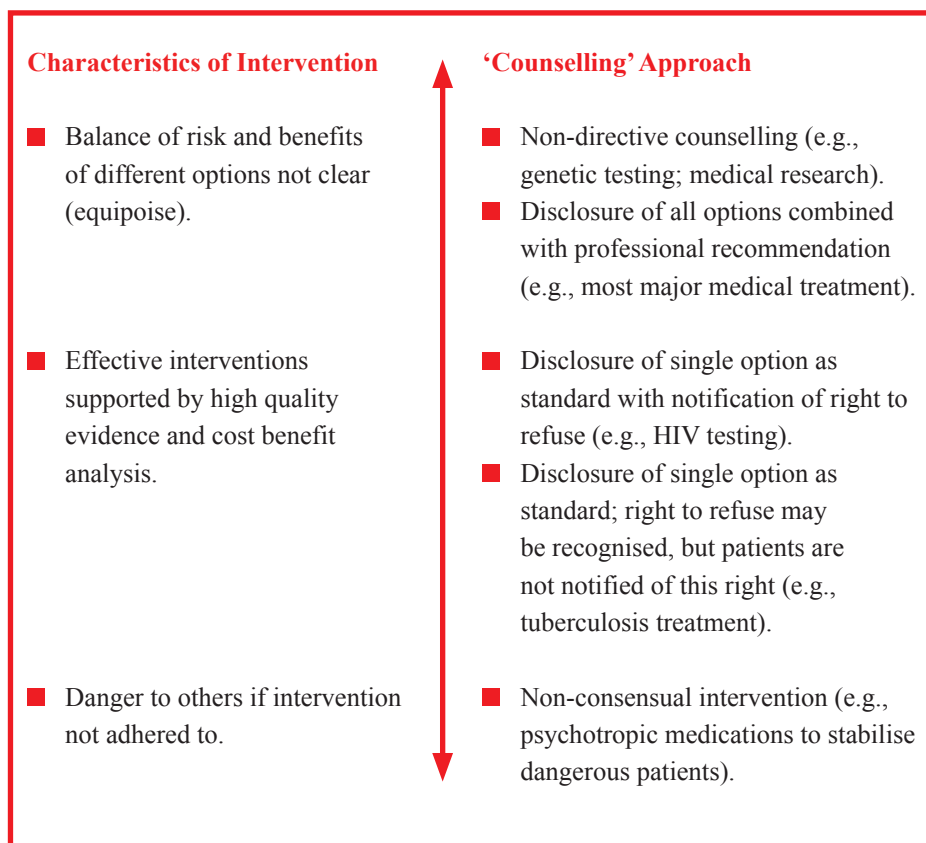 Characteristics of Intervention
Balance of risk and benefits
of different options not clear
(equipoise).
Effective interventions
supported by high quality
evidence and cost benefit
analysis.
Danger to others if intervention
not adhered to.
‘Counselling’ Approach
Non-directive counselling (e.g.,
genetic testing; medical research).
Disclosure of all options combined
with professional recommendation
(e.g., most major medical treatment).
Disclosure of single option as
standard with notification of right to
refuse (e.g., HIV testing).
Disclosure of single option as
standard; right to refuse may
be recognised, but patients are
not notified of this right (e.g.,
tuberculosis treatment).
Non-consensual intervention (e.g.,
psychotropic medications to stabilise
dangerous patients).